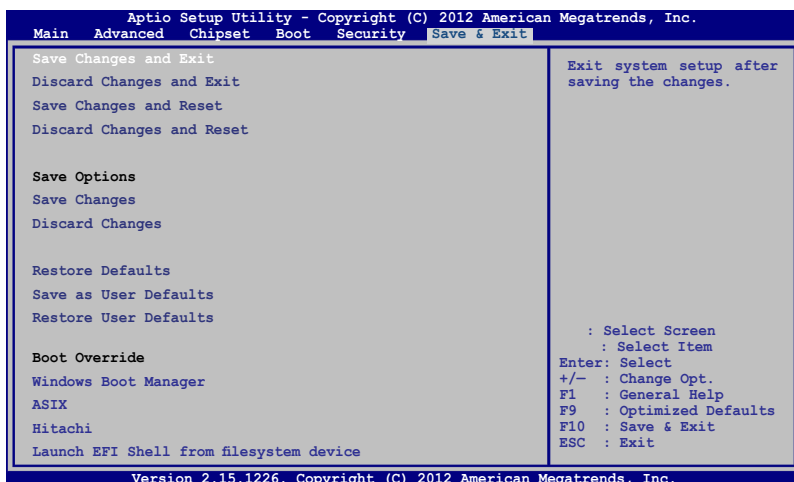 Aptio Setup Utility - Copyright (C) 2012 American Megatrends, Inc.
Main Advanced Chipset Boot Security Save & Exit
Save Changes and Exit
Discard Changes and Exit
Save Changes and Reset
Discard Changes and Reset
Save Options
Save Changes
Discard Changes
Restore Defaults
Save as User Defaults
Restore User Defaults
Boot Override
Windows Boot Manager
ASIX
Hitachi
Launch EFI Shell from filesystem device
Exit system setup after
saving the changes.
: Select Screen
: Select Item
Enter: Select
+/— : Change Opt.
F1 : General Help
F9 : Optimized Defaults
F10 : Save & Exit
ESC : Exit
Version 2.15.1226. Copyright (C) 2012 American Megatrends, Inc.